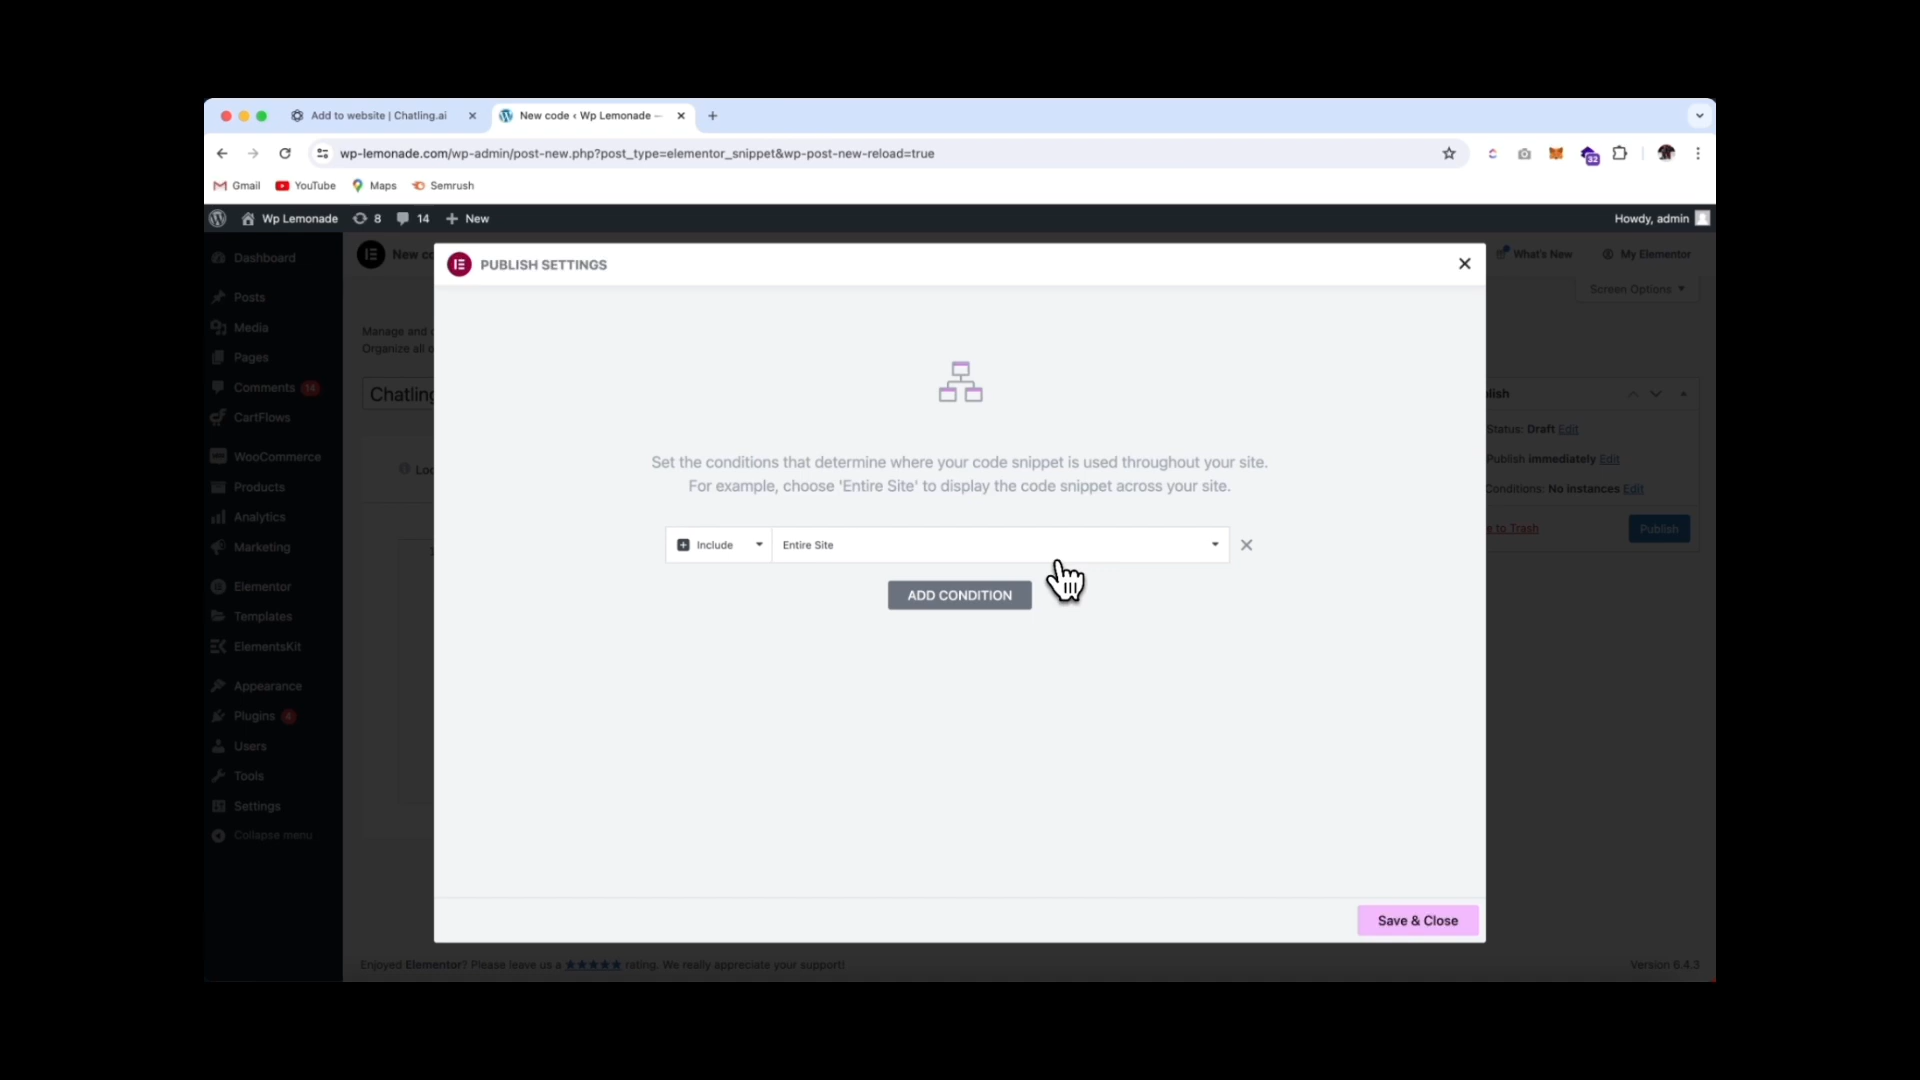 Add to website | Chatling.ai
New code ‹ Wp Lemonade —
wp-lemonade.com/wp-admin/post-new.php?post_type=elementor_snippet&wp-post-new-reload=true
32
Gmail
YouTube
Maps
Semrush
Wp Lemonade
8
14
New
Howdy, admin
Dashboard
Posts
Media
Pages
Comments 14
CartFlows
WooCommerce
Products
Analytics
Marketing
Elementor
Templates
ElementsKit
Appearance
Plugins 4
Users
Tools
Settings
Collapse menu
New co
What's New
My Elementor
Screen Options
Manage and
Organize all
Chatling
Loc
PUBLISH SETTINGS
Set the conditions that determine where your code snippet is used throughout your site.
For example, choose 'Entire Site' to display the code snippet across your site.
Include
Entire Site
ADD CONDITION
Save & Close
lish
Status: Draft Edit
Publish immediately Edit
Conditions: No instances Edit
to Trash
Publish
Enjoyed Elementor? Please leave us a ★★★★★ rating. We really appreciate your support!
Version 6.4.3